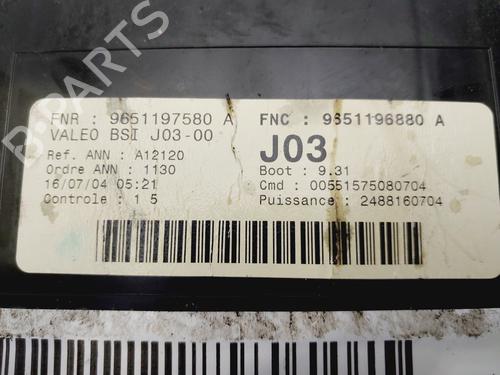 B-PARTS
FNR : 9651197580 A FNC : 9651196880 A
VALEO BSI J03-00 J03
Ref. ANN : A12120
Ordre ANN : 1130 Boot : 9.31
16/07/04 05:21 Cmd : 00551575080704
Controle : 1 5 Puissance : 2488160704